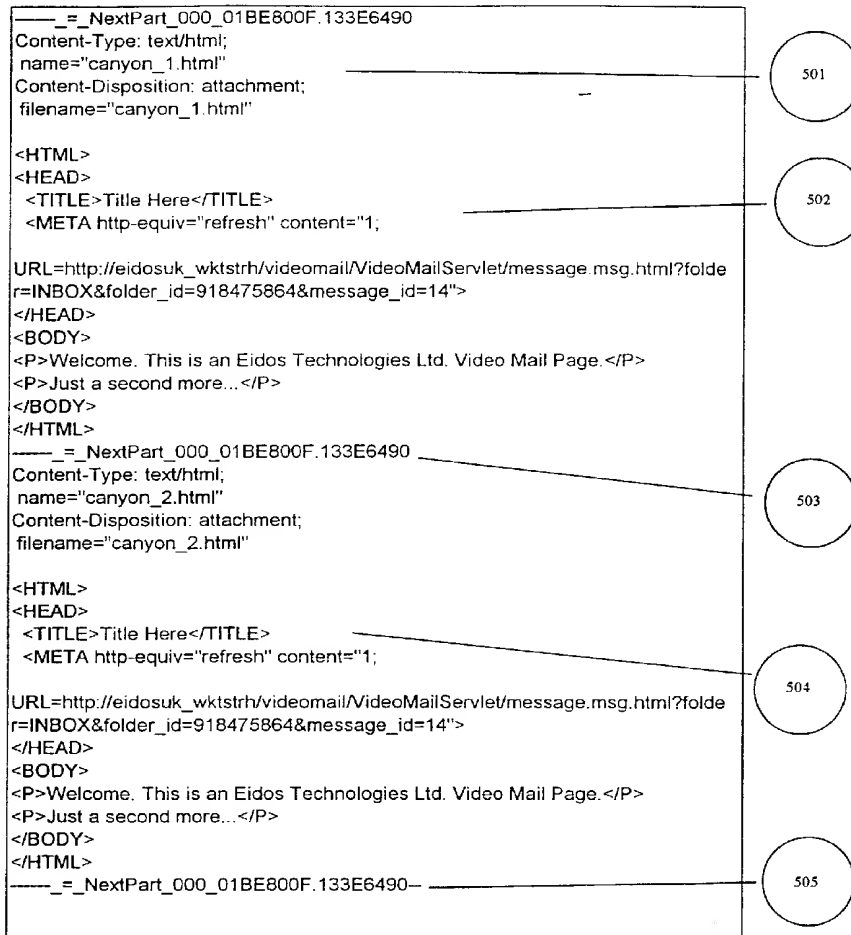 ------_=_NextPart_000_01BE800F.133E6490
Content-Type: text/html;
name="canyon_1.html"
501
Content-Disposition: attachment;
filename="canyon_1.html"
<HTML>
<HEAD>
<TITLE>Title Here</TITLE>
502
<META http-equiv="refresh" content="1;
URL=http://eidosuk_wktstrh/videomail/VideoMailServlet/message.msg.html?folde
r=INBOX&folder_id=918475864&message_id=14">
</HEAD>
<BODY>
<P>Welcome. This is an Eidos Technologies Ltd. Video Mail Page.</P>
<P>Just a second more...</P>
</BODY>
</HTML>
------_=_NextPart_000_01BE800F.133E6490
Content-Type: text/html;
name="canyon_2.html"
503
Content-Disposition: attachment;
filename="canyon_2.html"
<HTML>
<HEAD>
<TITLE>Title Here</TITLE>
<META http-equiv="refresh" content="1;
504
URL=http://eidosuk_wktstrh/videomail/VideoMailServlet/message.msg.html?folde
r=INBOX&folder_id=918475864&message_id=14">
</HEAD>
<BODY>
<P>Welcome. This is an Eidos Technologies Ltd. Video Mail Page.</P>
<P>Just a second more...</P>
</BODY>
</HTML>
------_=_NextPart_000_01BE800F.133E6490--
505